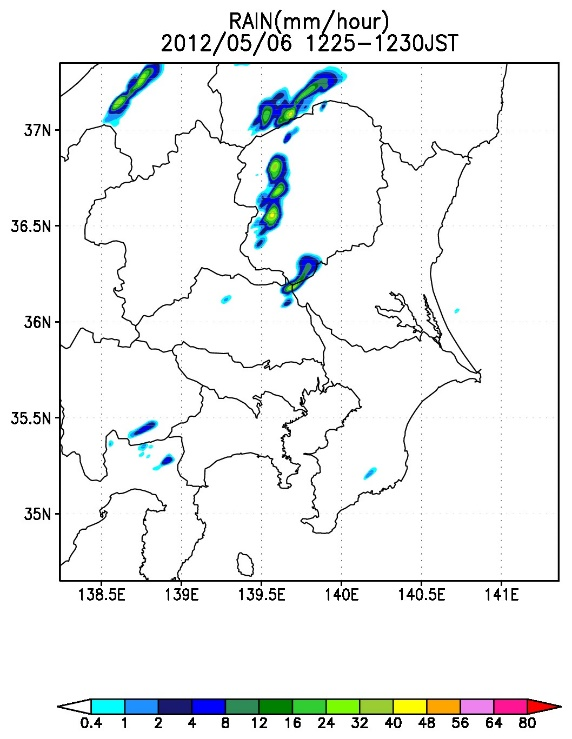 RAIN(mm/hour)
2012/05/06 1225-1230JST
37N
36.5N
36N
35.5N
35N
138.5E 139E 139.5E 140E 140.5E 141E
0.4 1 2 4 8 12 16 24 32 40 48 56 64 80